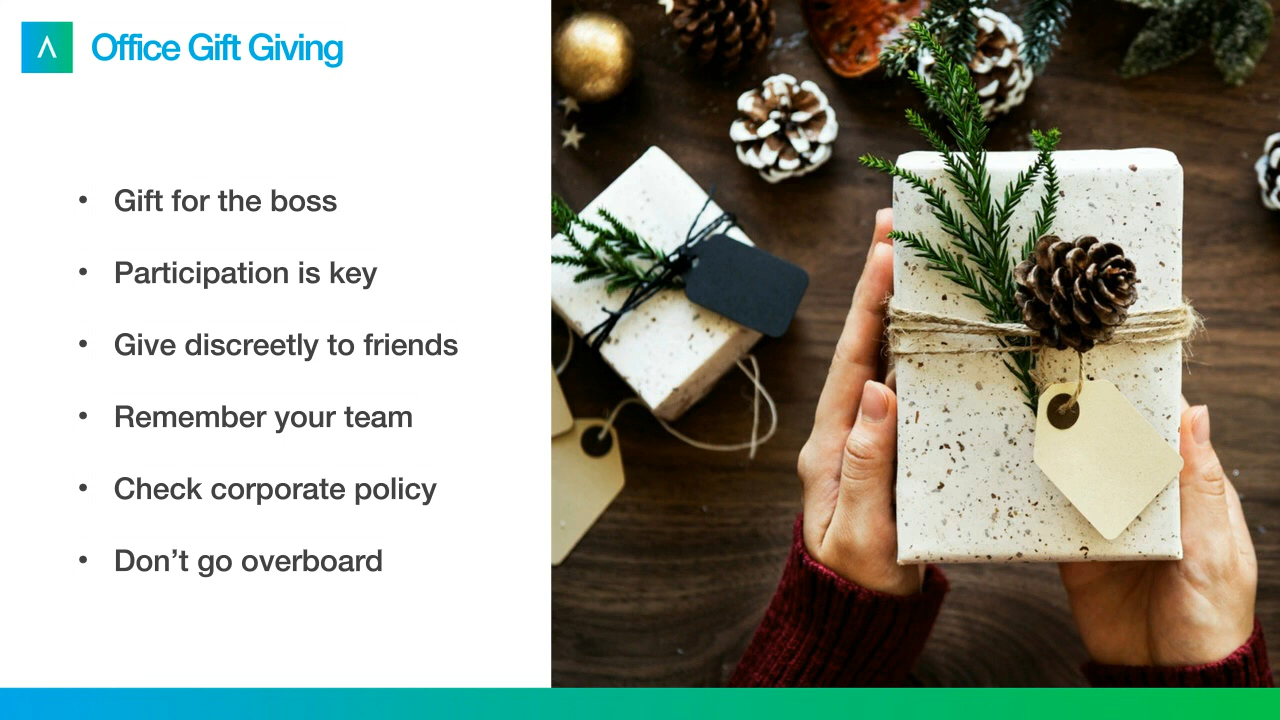 Office Gift Giving
• Gift for the boss
• Participation is key
• Give discreetly to friends
• Remember your team
• Check corporate policy
• Don’t go overboard